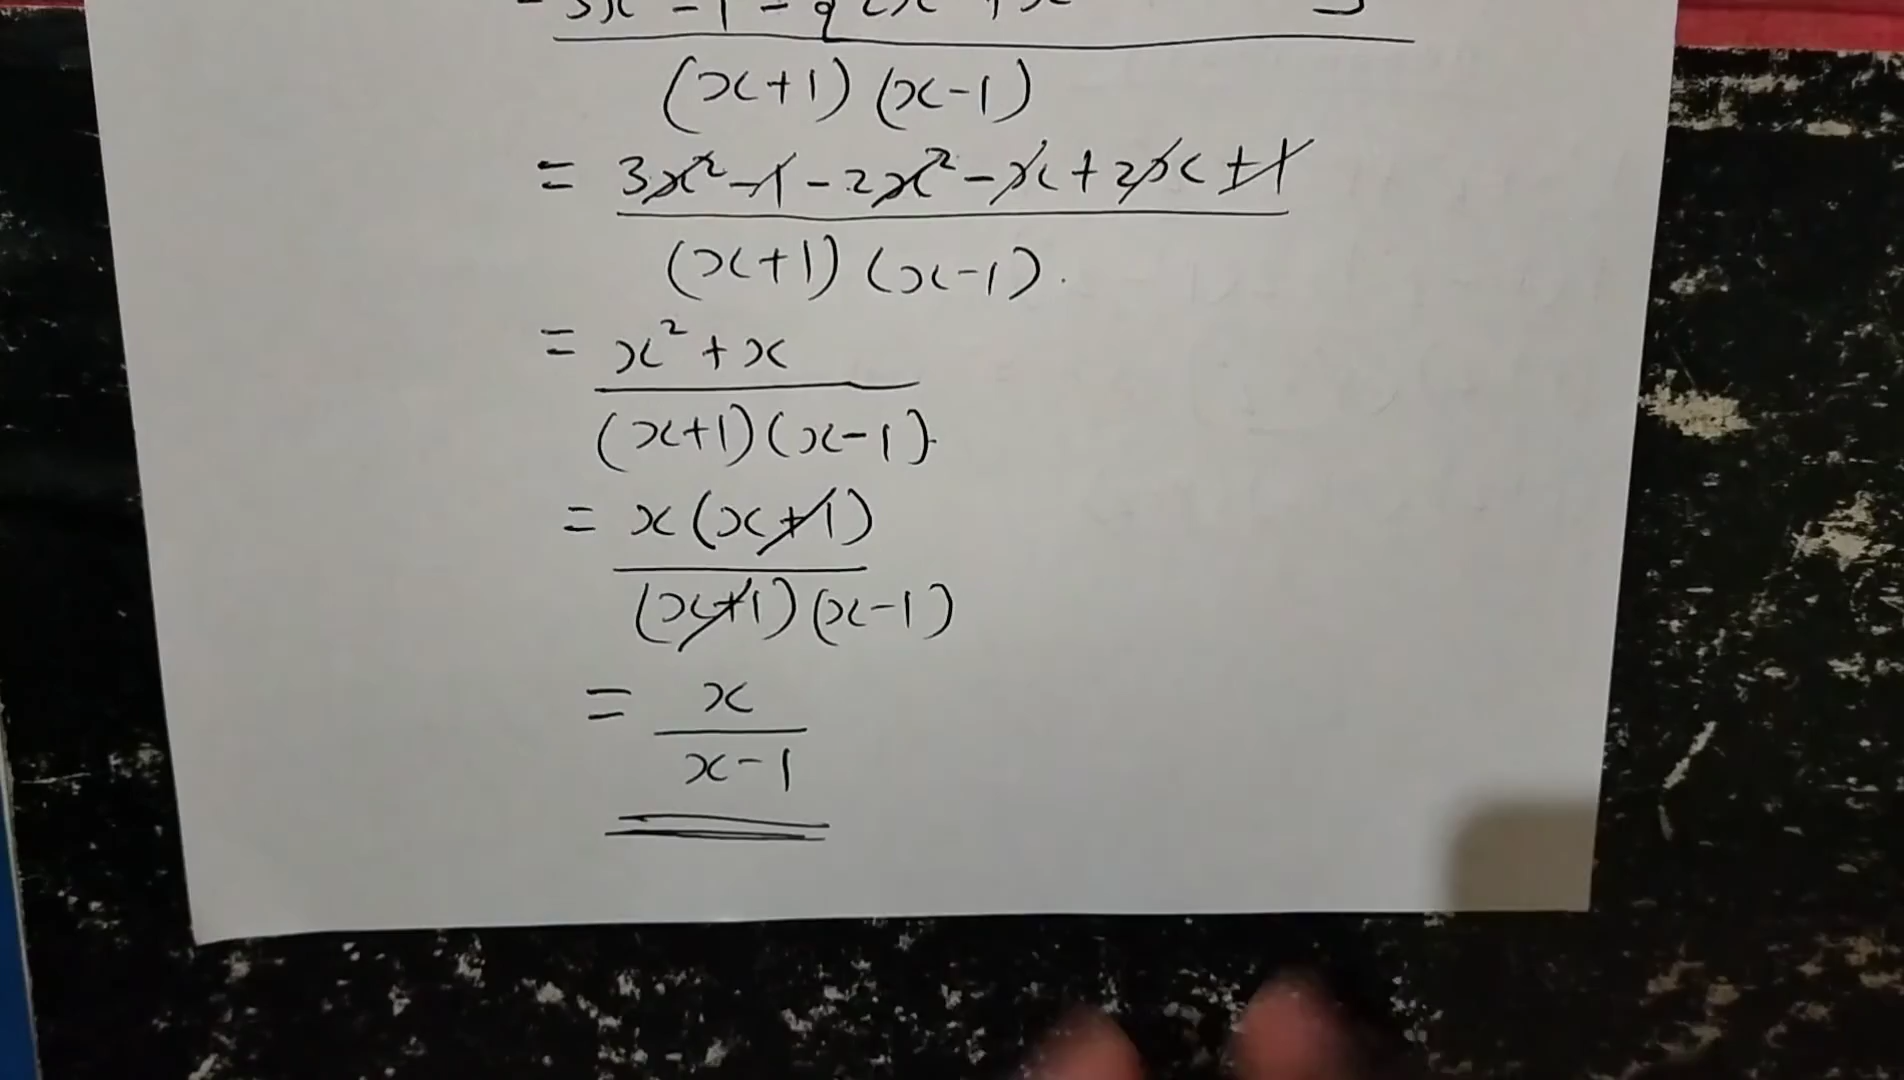 (x+1) (x-1)
= 3x² - 1 - 2x² - x + 2x + 1
(x+1) (x-1).
= x² + x
(x+1)(x-1).
= x(x+1)
(x+1)(x-1)
= x
x-1